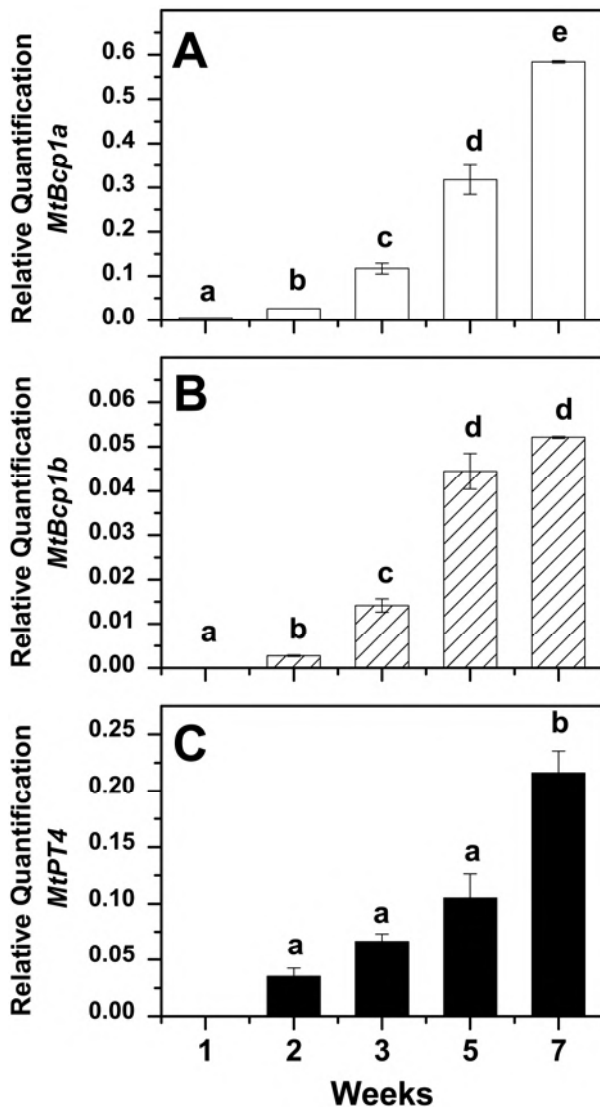 A
Relative Quantification
MtBcp1a
0.6
0.5
0.3
0.2
0.1
0.0
a
b
c
d
e
B
Relative Quantification
MtBcp1b
0.06
0.05
0.04
0.03
0.02
0.01
0.00
a
b
c
d
d
C
Relative Quantification
MtPT4
0.25
0.20
0.15
0.10
0.05
0.00
a
a
a
b
1 2 3 5 7
Weeks